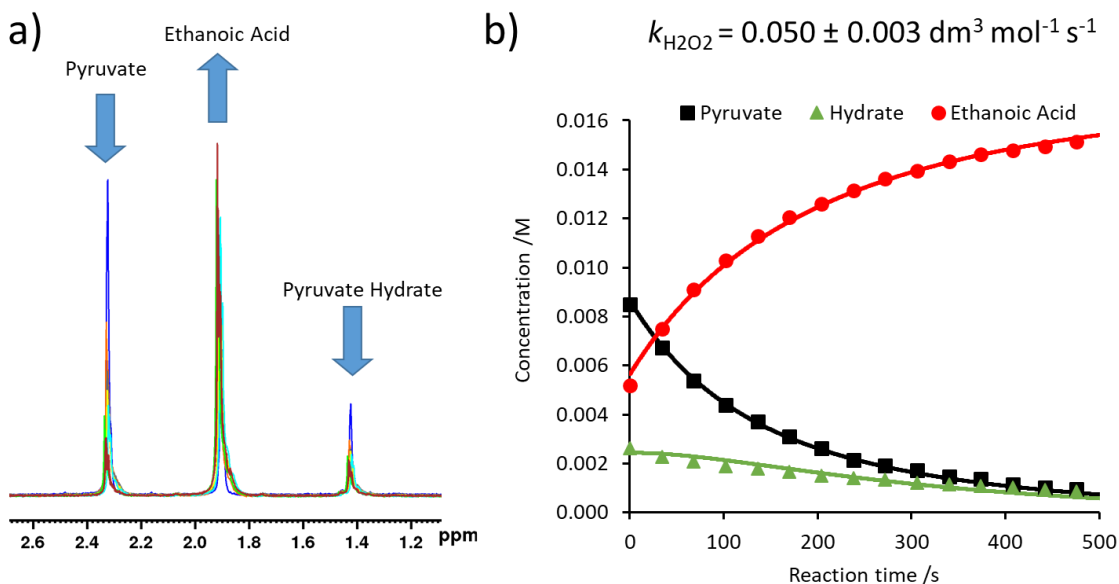 a)
Ethanoic Acid
Pyruvate
Pyruvate Hydrate
2.6 2.4 2.2 2.0 1.8 1.6 1.4 1.2 ppm
b)
kH2O2 = 0.050 ± 0.003 dm³ mol⁻¹ s⁻¹
Pyruvate Hydrate Ethanoic Acid
0.016
0.014
0.012
0.010
0.008
0.006
0.004
0.002
0.000
Concentration /M
0 100 200 300 400 500
Reaction time /s